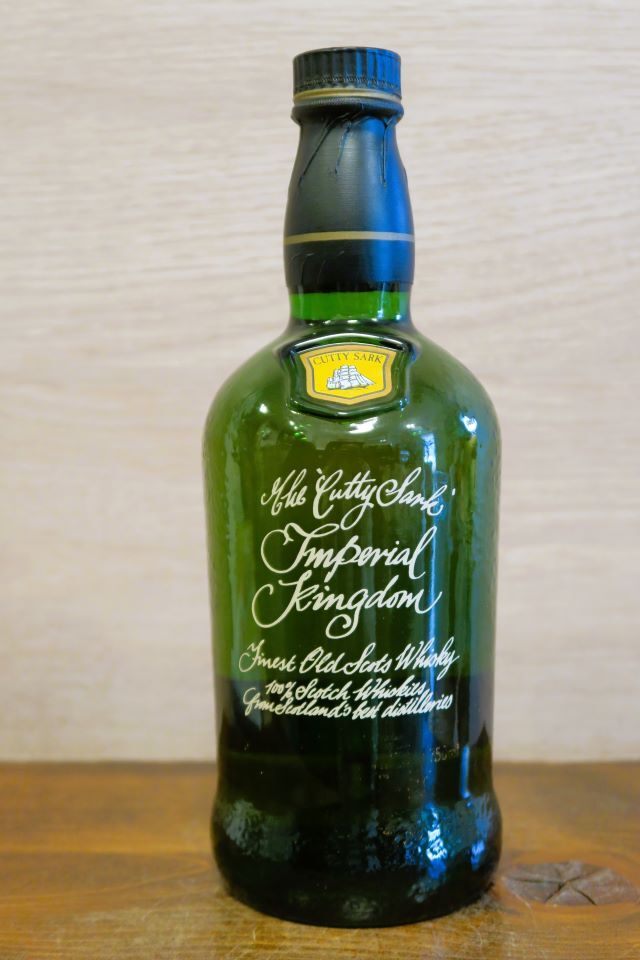 CUTTY SARK
The 'Cutty Sark'
Imperial
Kingdom
Finest Old Scots Whisky
100% Scotch Whiskies
from Scotland's best distilleries